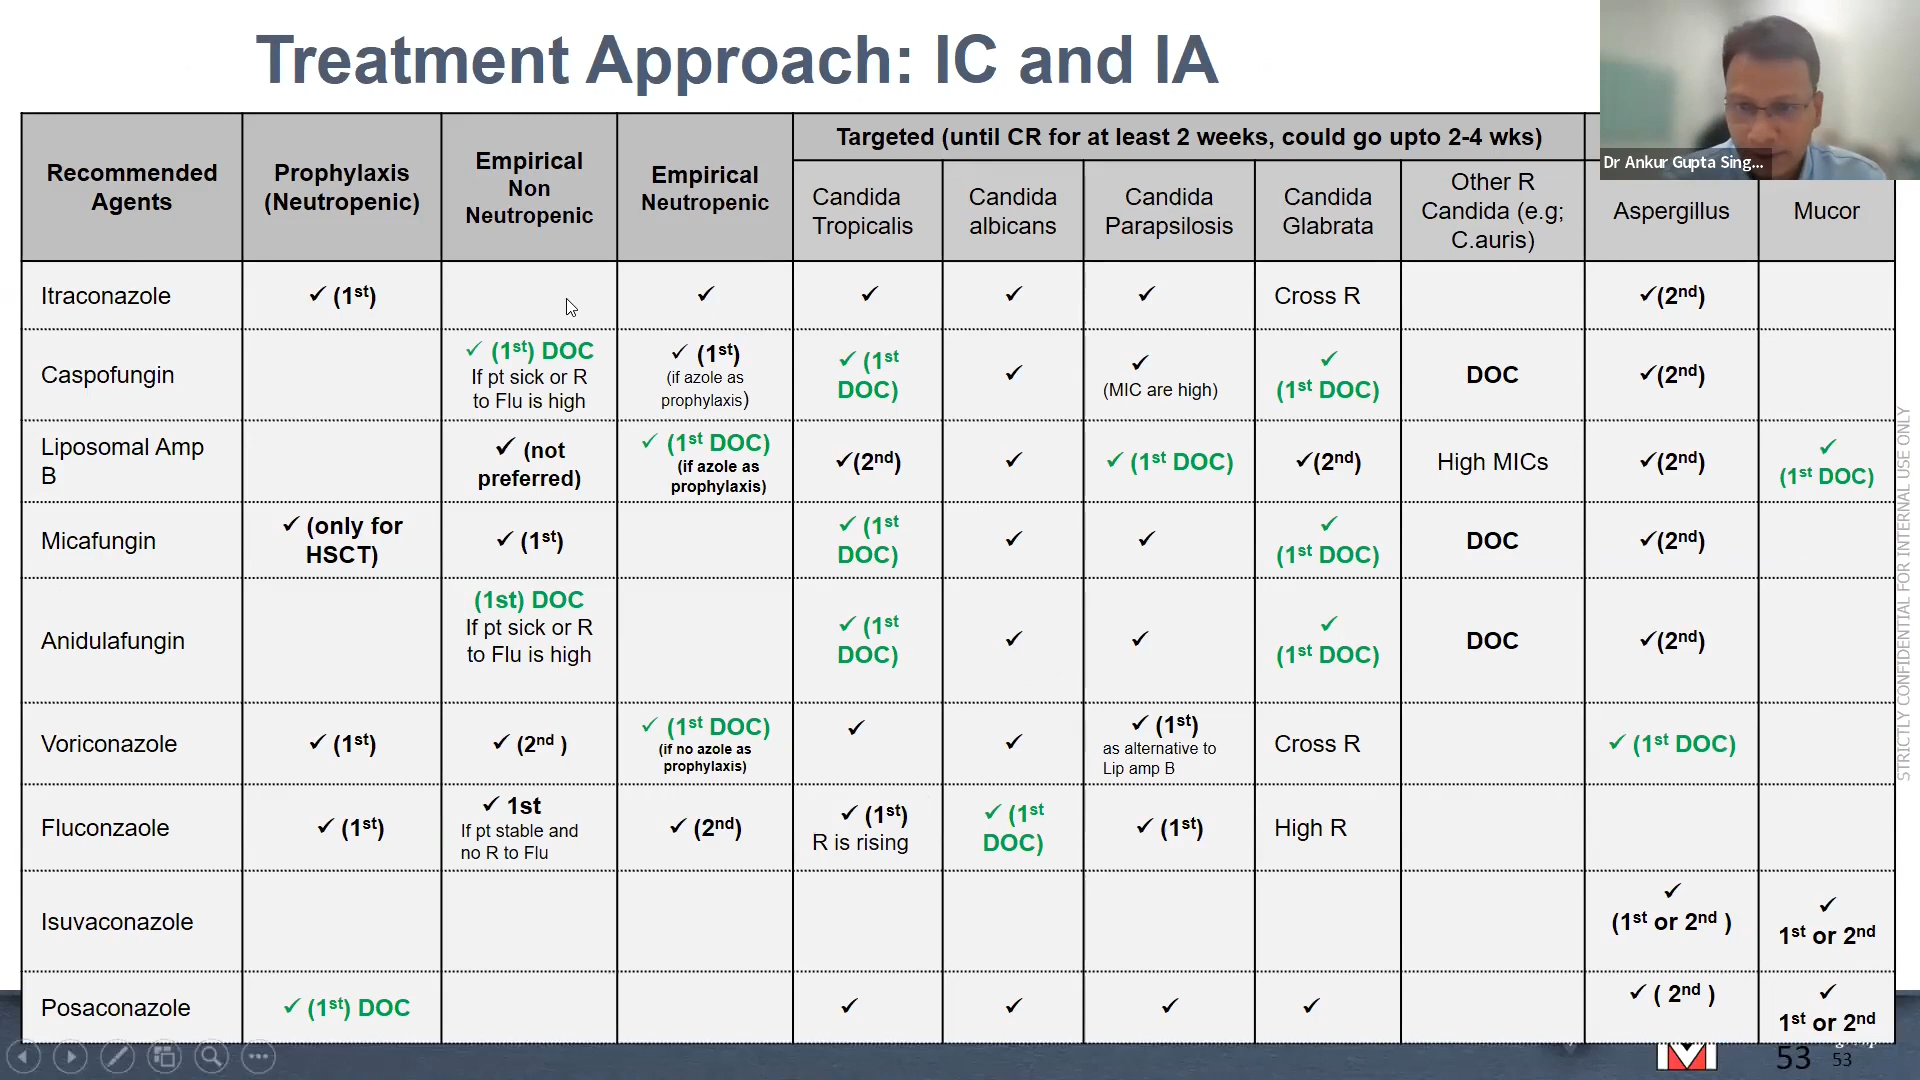 Treatment Approach: IC and IA
Dr Ankur Gupta Sing...
Recommended
Agents
Prophylaxis
(Neutropenic)
Empirical
Non
Neutropenic
Empirical
Neutropenic
Targeted (until CR for at least 2 weeks, could go upto 2-4 wks)
Candida
Tropicalis
Candida
albicans
Candida
Parapsilosis
Candida
Glabrata
Other R
Candida (e.g;
C.auris)
Aspergillus
Mucor
Itraconazole
✓ (1st)
✓
✓
✓
✓
Cross R
✓(2nd)
Caspofungin
✓ (1st) DOC
If pt sick or R
to Flu is high
✓ (1st)
(if azole as
prophylaxis)
✓ (1st
DOC)
✓
✓
(MIC are high)
✓
(1st DOC)
DOC
✓(2nd)
Liposomal Amp
B
✓ (not
preferred)
✓ (1st DOC)
(if azole as
prophylaxis)
✓(2nd)
✓
✓ (1st DOC)
✓(2nd)
High MICs
✓(2nd)
✓
(1st DOC)
Micafungin
✓ (only for
HSCT)
✓ (1st)
✓ (1st
DOC)
✓
✓
✓
(1st DOC)
DOC
✓(2nd)
Anidulafungin
(1st) DOC
If pt sick or R
to Flu is high
✓ (1st
DOC)
✓
✓
✓
(1st DOC)
DOC
✓(2nd)
Voriconazole
✓ (1st)
✓ (2nd )
✓ (1st DOC)
(if no azole as
prophylaxis)
✓
✓
✓ (1st)
as alternative to
Lip amp B
Cross R
✓ (1st DOC)
Fluconzaole
✓ (1st)
✓ 1st
If pt stable and
no R to Flu
✓ (2nd)
✓ (1st)
R is rising
✓ (1st
DOC)
✓ (1st)
High R
Isuvaconazole
✓
(1st or 2nd )
✓
1st or 2nd
Posaconazole
✓ (1st) DOC
✓
✓
✓
✓
✓ ( 2nd )
✓
1st or 2nd
STRICTLY CONFIDENTIAL FOR INTERNAL USE ONLY
53
53